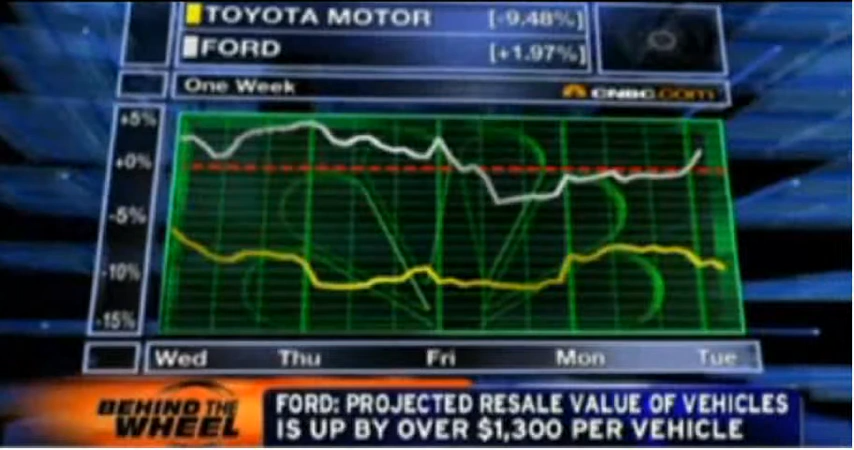 TOYOTA MOTOR [-9.48%]
FORD [+1.97%]
One Week CNBC.com
+5%
+0%
-5%
-10%
-15%
Wed Thu Fri Mon Tue
BEHIND THE WHEEL
FORD: PROJECTED RESALE VALUE OF VEHICLES
IS UP BY OVER $1,300 PER VEHICLE